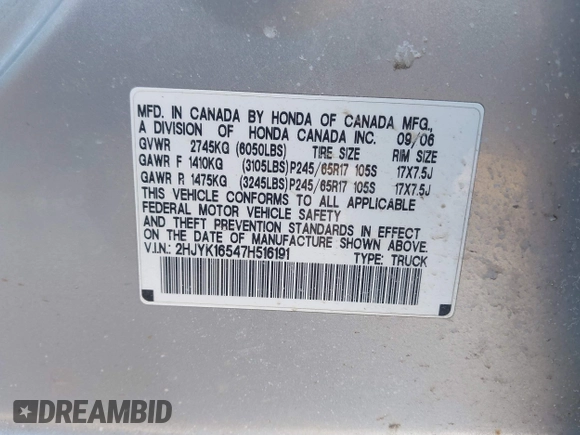 MFD. IN CANADA BY HONDA OF CANADA MFG.,
A DIVISION OF HONDA CANADA INC. 09/06
GVWR 2745KG (6050LBS) TIRE SIZE RIM SIZE
GAWR F 1410KG (3105LBS)P245/65R17 105S 17X7.5J
GAWR R 1475KG (3245LBS)P245/65R17 105S 17X7.5J
THIS VEHICLE CONFORMS TO ALL APPLICABLE
FEDERAL MOTOR VEHICLE SAFETY
AND THEFT PREVENTION STANDARDS IN EFFECT
ON THE DATE OF MANUFACTURE SHOWN ABOVE.
V.I.N.: 2HJYK16547H516191 TYPE: TRUCK
DREAMBID